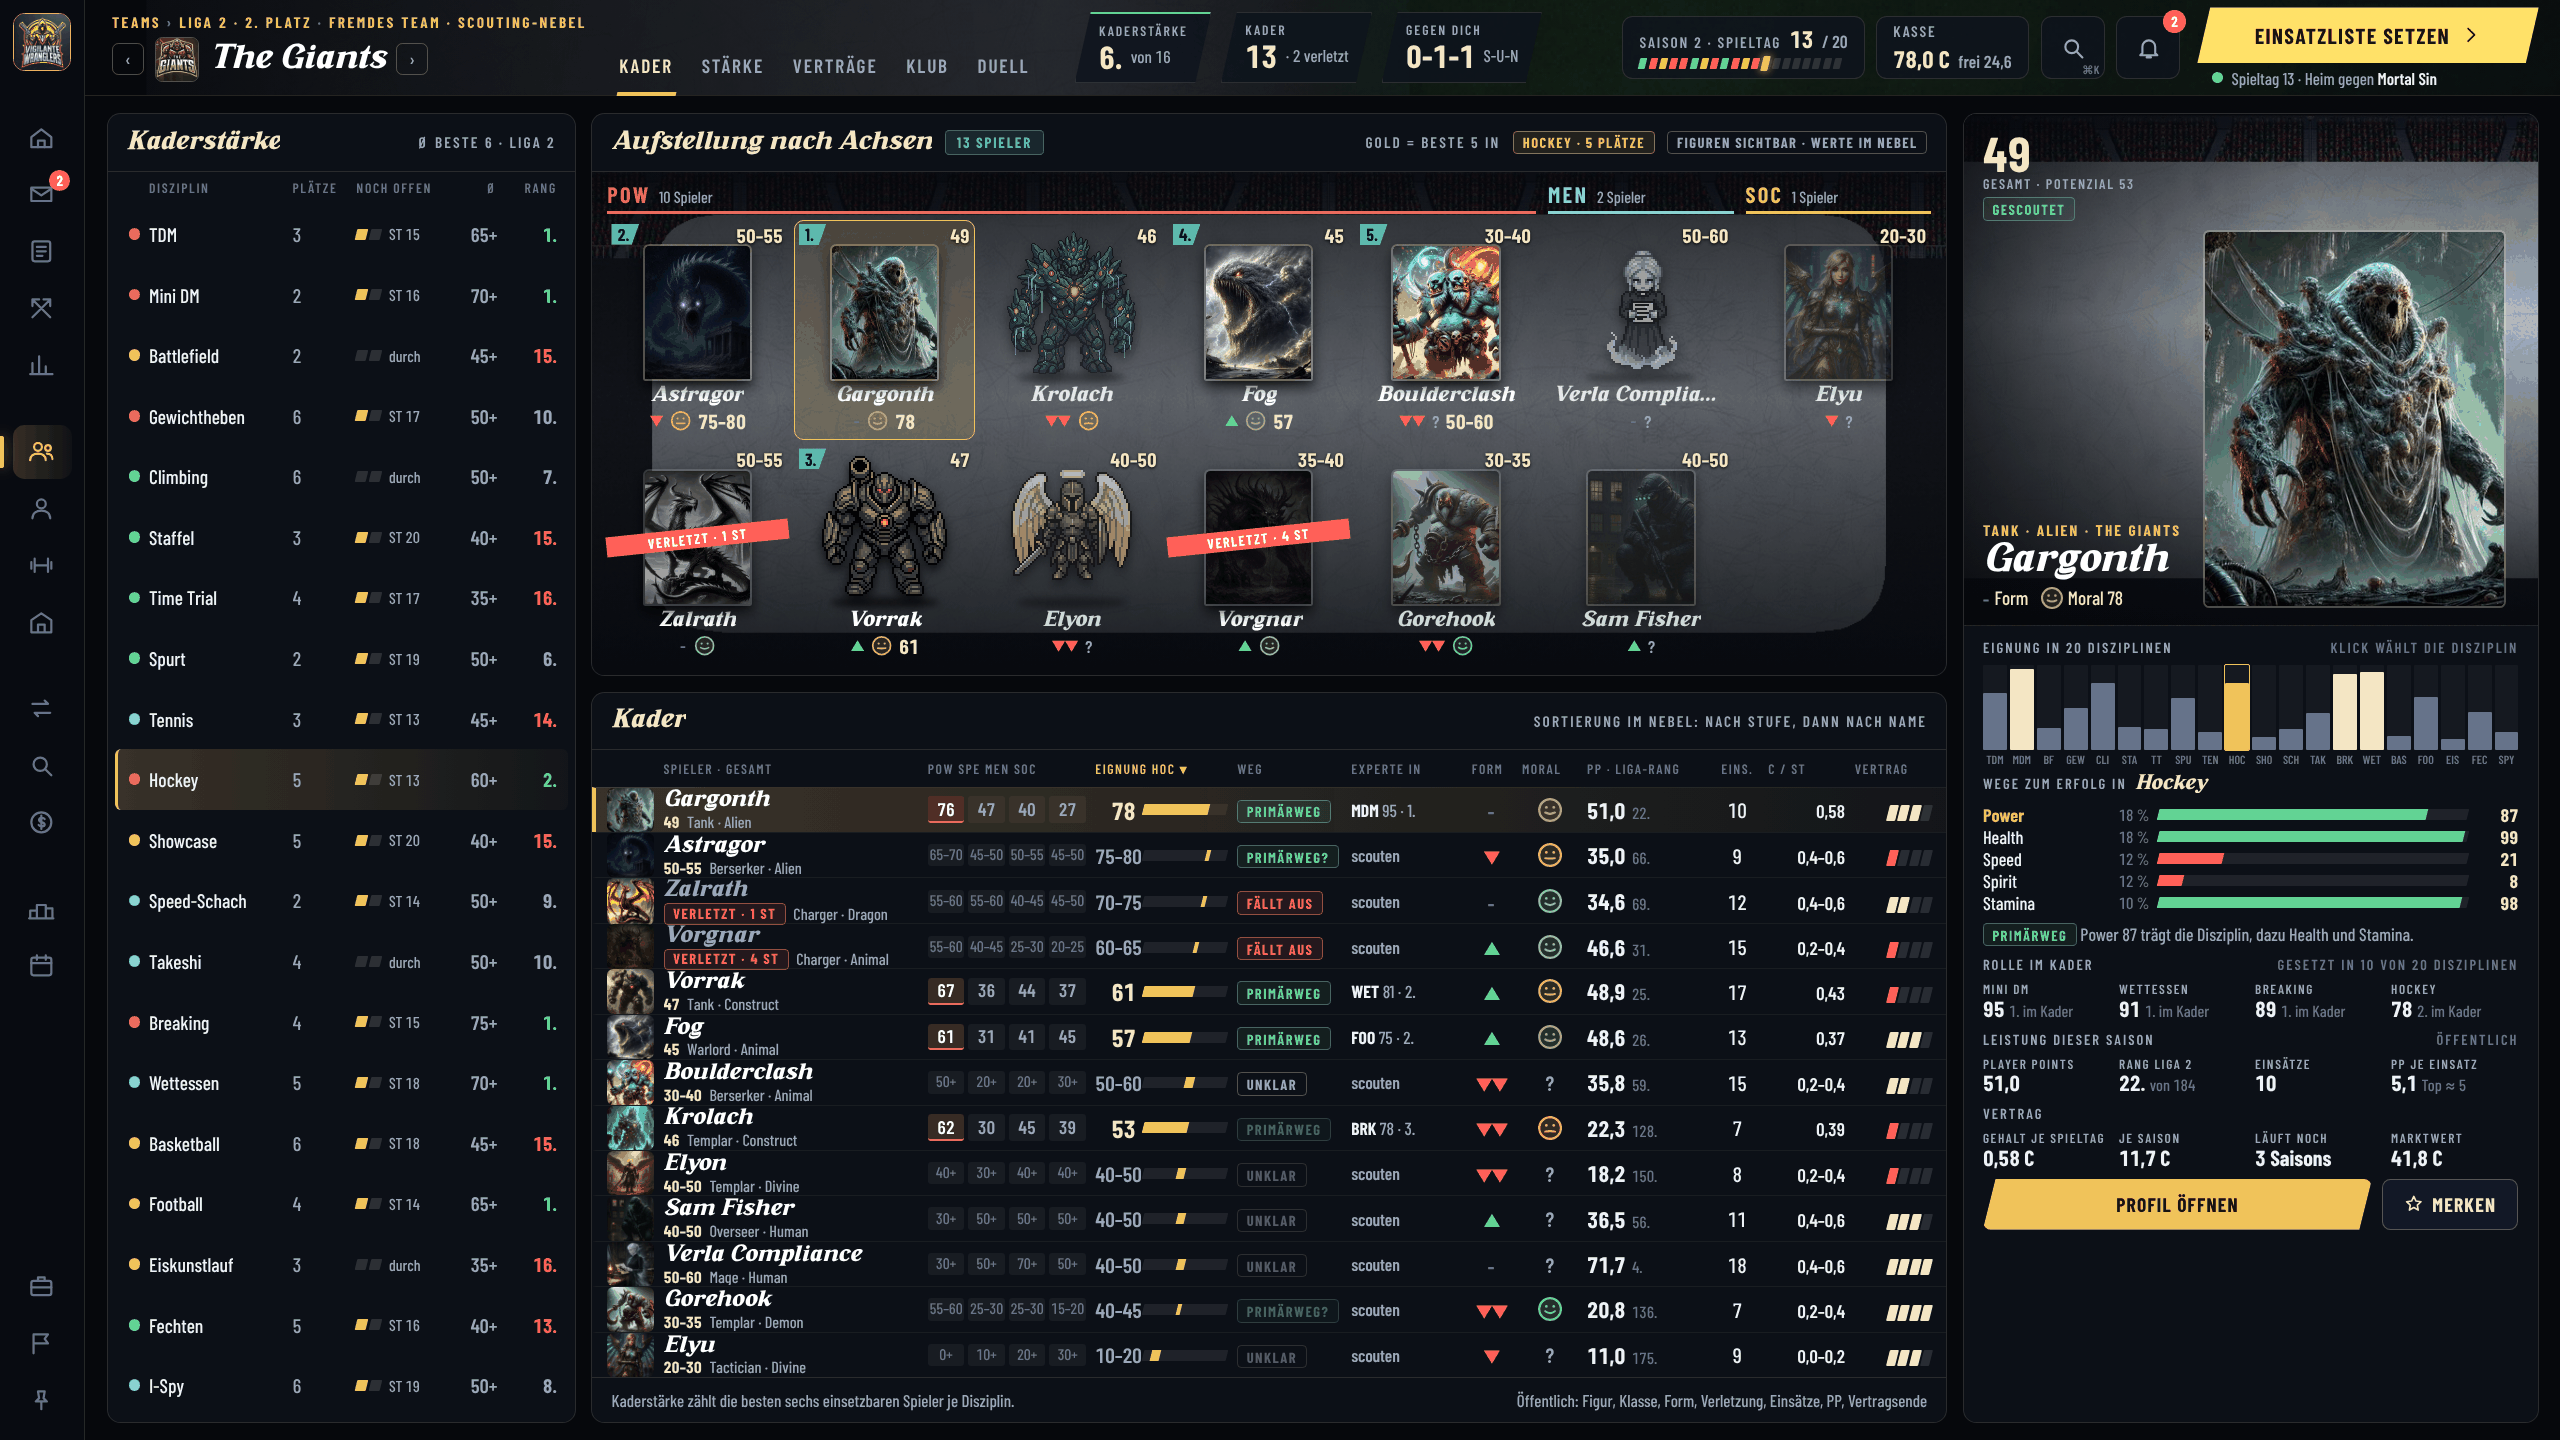 TEAMS › LIGA 2 · 2. PLATZ · FREMDES TEAM · SCOUTING-NEBEL
‹ The Giants ›
KADER STÄRKE VERTRÄGE KLUB DUELL
KADERSTÄRKE
6. von 16
KADER
13 · 2 verletzt
GEGEN DICH
0-1-1 S-U-N
SAISON 2 · SPIELTAG 13 / 20
KASSE
78,0 C frei 24,6
⌘K
2
EINSATZLISTE SETZEN
Spieltag 13 · Heim gegen Mortal Sin
2
Kaderstärke
Ø BESTE 6 · LIGA 2
DISZIPLIN PLÄTZE NOCH OFFEN Ø RANG
TDM 3 ST 15 65+ 1.
Mini DM 2 ST 16 70+ 1.
Battlefield 2 durch 45+ 15.
Gewichtheben 6 ST 17 50+ 10.
Climbing 6 durch 50+ 7.
Staffel 3 ST 20 40+ 15.
Time Trial 4 ST 17 35+ 16.
Spurt 2 ST 19 50+ 6.
Tennis 3 ST 13 45+ 14.
Hockey 5 ST 13 60+ 2.
Showcase 5 ST 20 40+ 15.
Speed-Schach 2 ST 14 50+ 9.
Takeshi 4 durch 50+ 10.
Breaking 4 ST 15 75+ 1.
Wettessen 5 ST 18 70+ 1.
Basketball 6 ST 18 45+ 15.
Football 4 ST 14 65+ 1.
Eiskunstlauf 3 durch 35+ 16.
Fechten 5 ST 16 40+ 13.
I-Spy 6 ST 19 50+ 8.
Aufstellung nach Achsen 13 SPIELER
GOLD = BESTE 5 IN HOCKEY · 5 PLÄTZE FIGUREN SICHTBAR · WERTE IM NEBEL
POW 10 Spieler MEN 2 Spieler SOC 1 Spieler
2. 50-55 1. 49 46 4. 45 5. 30-40 50-60 20-30
Astragor Gargonth Krolach Fog Boulderclash Verla Complia... Elyu
75-80 - 78 57 ? 50-60 - ? ?
50-55 3. 47 40-50 35-40 30-35 40-50
VERLETZT · 1 ST VERLETZT · 4 ST
Zalrath Vorrak Elyon Vorgnar Gorehook Sam Fisher
- 61 ? ?
Kader
SORTIERUNG IM NEBEL: NACH STUFE, DANN NACH NAME
SPIELER · GESAMT POW SPE MEN SOC EIGNUNG HOC ▼ WEG EXPERTE IN FORM MORAL PP · LIGA-RANG EINS. C / ST VERTRAG
Gargonth
49 Tank · Alien 76 47 40 27 78 PRIMÄRWEG MDM 95 · 1. - 51,0 22. 10 0,58
Astragor
50-55 Berserker · Alien 65-70 45-50 50-55 45-50 75-80 PRIMÄRWEG? scouten 35,0 66. 9 0,4-0,6
Zalrath
VERLETZT · 1 ST Charger · Dragon 55-60 55-60 40-45 45-50 70-75 FÄLLT AUS scouten - 34,6 69. 12 0,4-0,6
Vorgnar
VERLETZT · 4 ST Charger · Animal 55-60 40-45 25-30 20-25 60-65 FÄLLT AUS scouten 46,6 31. 15 0,2-0,4
Vorrak
47 Tank · Construct 67 36 44 37 61 PRIMÄRWEG WET 81 · 2. 48,9 25. 17 0,43
Fog
45 Warlord · Animal 61 31 41 45 57 PRIMÄRWEG FOO 75 · 2. 48,6 26. 13 0,37
Boulderclash
30-40 Berserker · Animal 50+ 20+ 20+ 30+ 50-60 UNKLAR scouten ? 35,8 59. 15 0,2-0,4
Krolach
46 Templar · Construct 62 30 45 39 53 PRIMÄRWEG BRK 78 · 3. 22,3 128. 7 0,39
Elyon
40-50 Templar · Divine 40+ 30+ 40+ 40+ 40-50 UNKLAR scouten ? 18,2 150. 8 0,2-0,4
Sam Fisher
40-50 Overseer · Human 30+ 50+ 50+ 50+ 40-50 UNKLAR scouten ? 36,5 56. 11 0,4-0,6
Verla Compliance
50-60 Mage · Human 30+ 50+ 70+ 50+ 40-50 UNKLAR scouten - ? 71,7 4. 18 0,4-0,6
Gorehook
30-35 Templar · Demon 55-60 25-30 25-30 15-20 40-45 PRIMÄRWEG? scouten 20,8 136. 7 0,2-0,4
Elyu
20-30 Tactician · Divine 0+ 10+ 20+ 30+ 10-20 UNKLAR scouten ? 11,0 175. 9 0,0-0,2
Kaderstärke zählt die besten sechs einsetzbaren Spieler je Disziplin.
Öffentlich: Figur, Klasse, Form, Verletzung, Einsätze, PP, Vertragsende
49
GESAMT · POTENZIAL 53
GESCOUTET
TANK · ALIEN · THE GIANTS
Gargonth
- Form Moral 78
EIGNUNG IN 20 DISZIPLINEN KLICK WÄHLT DIE DISZIPLIN
TDM MDM BF GEW CLI STA TT SPU TEN HOC SHO SCH TAK BRK WET BAS FOO EIS FEC SPY
WEGE ZUM ERFOLG IN Hockey
Power 18 % 87
Health 18 % 99
Speed 12 % 21
Spirit 12 % 8
Stamina 10 % 98
PRIMÄRWEG Power 87 trägt die Disziplin, dazu Health und Stamina.
ROLLE IM KADER GESETZT IN 10 VON 20 DISZIPLINEN
MINI DM WETTESSEN BREAKING HOCKEY
95 1. im Kader 91 1. im Kader 89 1. im Kader 78 2. im Kader
LEISTUNG DIESER SAISON ÖFFENTLICH
PLAYER POINTS RANG LIGA 2 EINSÄTZE PP JE EINSATZ
51,0 22. von 184 10 5,1 Top ≈ 5
VERTRAG
GEHALT JE SPIELTAG JE SAISON LÄUFT NOCH MARKTWERT
0,58 C 11,7 C 3 Saisons 41,8 C
PROFIL ÖFFNEN MERKEN